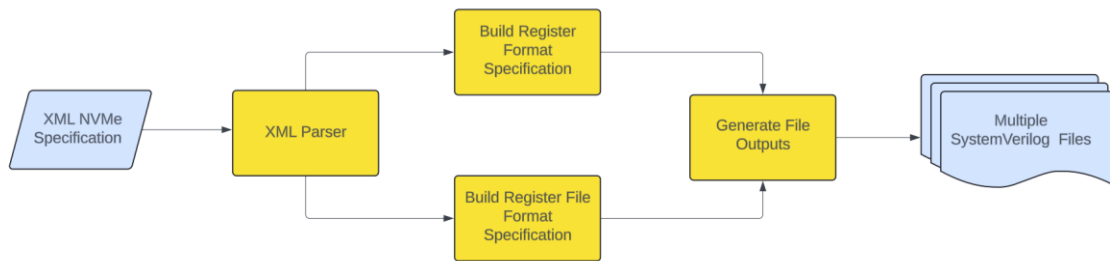 XML NVMe
Specification
XML Parser
Build Register
Format
Specification
Build Register File
Format
Specification
Generate File
Outputs
Multiple
SystemVerilog Files